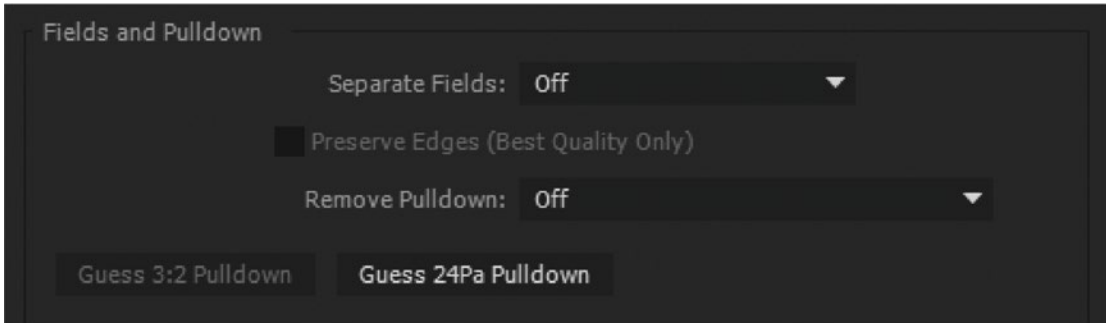 Fields and Pulldown
Separate Fields: Off
Preserve Edges (Best Quality Only)
Remove Pulldown: Off
Guess 3:2 Pulldown Guess 24Pa Pulldown